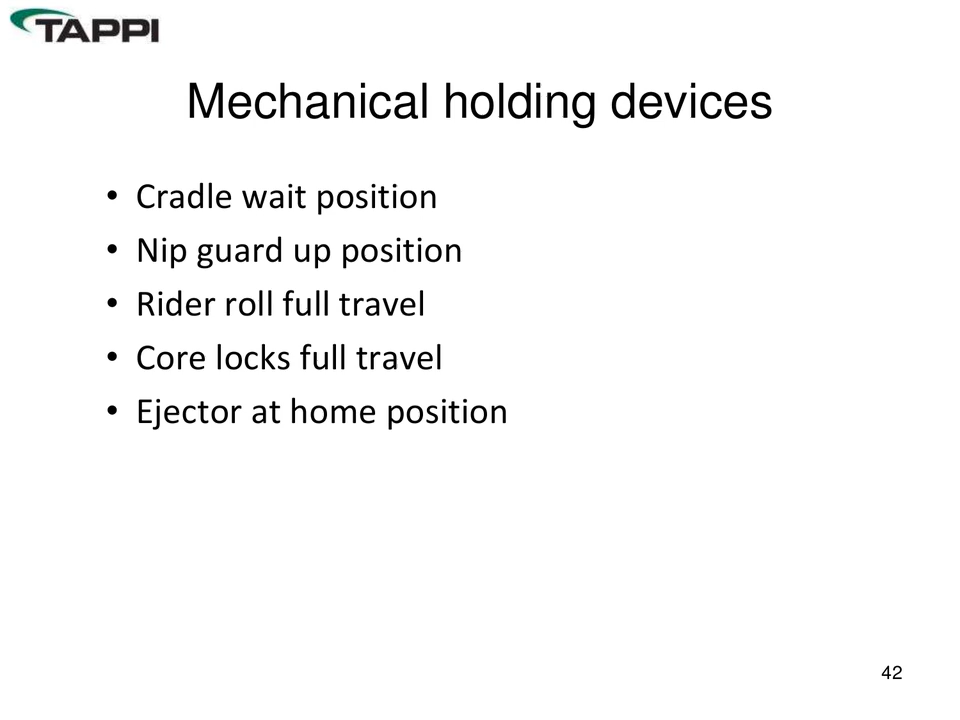 TAPPI
Mechanical holding devices
• Cradle wait position
• Nip guard up position
• Rider roll full travel
• Core locks full travel
• Ejector at home position
42